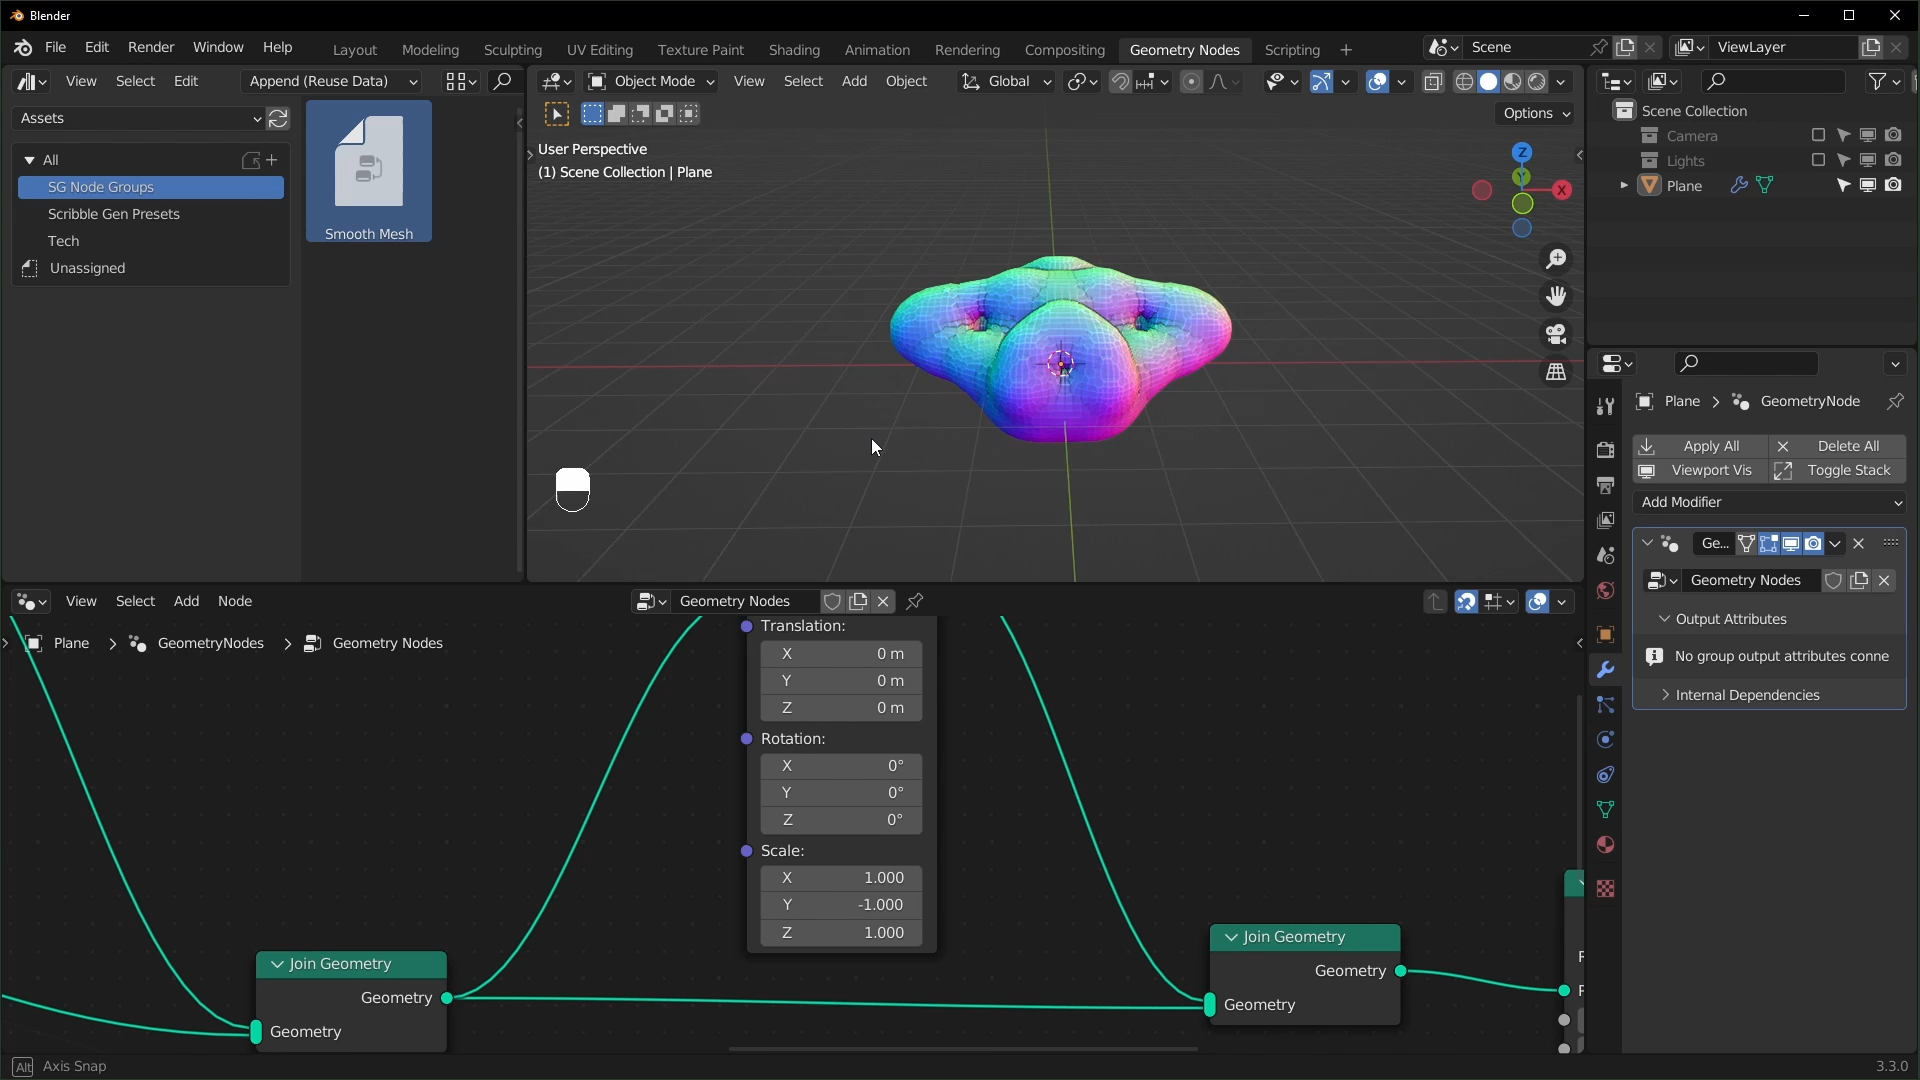 Blender
File Edit Render Window Help
Layout Modeling Sculpting UV Editing Texture Paint Shading Animation Rendering Compositing Geometry Nodes Scripting
Scene
ViewLayer
View Select Edit
Append (Reuse Data)
Object Mode
View Select Add Object
Global
Assets
All
SG Node Groups
Scribble Gen Presets
Tech
Unassigned
Smooth Mesh
Options
User Perspective
(1) Scene Collection | Plane
Z
Y
X
Scene Collection
Camera
Lights
Plane
Plane > GeometryNode
Apply All
Delete All
Viewport Vis
Toggle Stack
Add Modifier
Ge...
Geometry Nodes
Output Attributes
No group output attributes conne
Internal Dependencies
View Select Add Node
Geometry Nodes
Plane > GeometryNodes > Geometry Nodes
Translation:
X 0 m
Y 0 m
Z 0 m
Rotation:
X 0°
Y 0°
Z 0°
Scale:
X 1.000
Y -1.000
Z 1.000
Join Geometry
Geometry
Geometry
Join Geometry
Geometry
Geometry
Alt Axis Snap
3.3.0